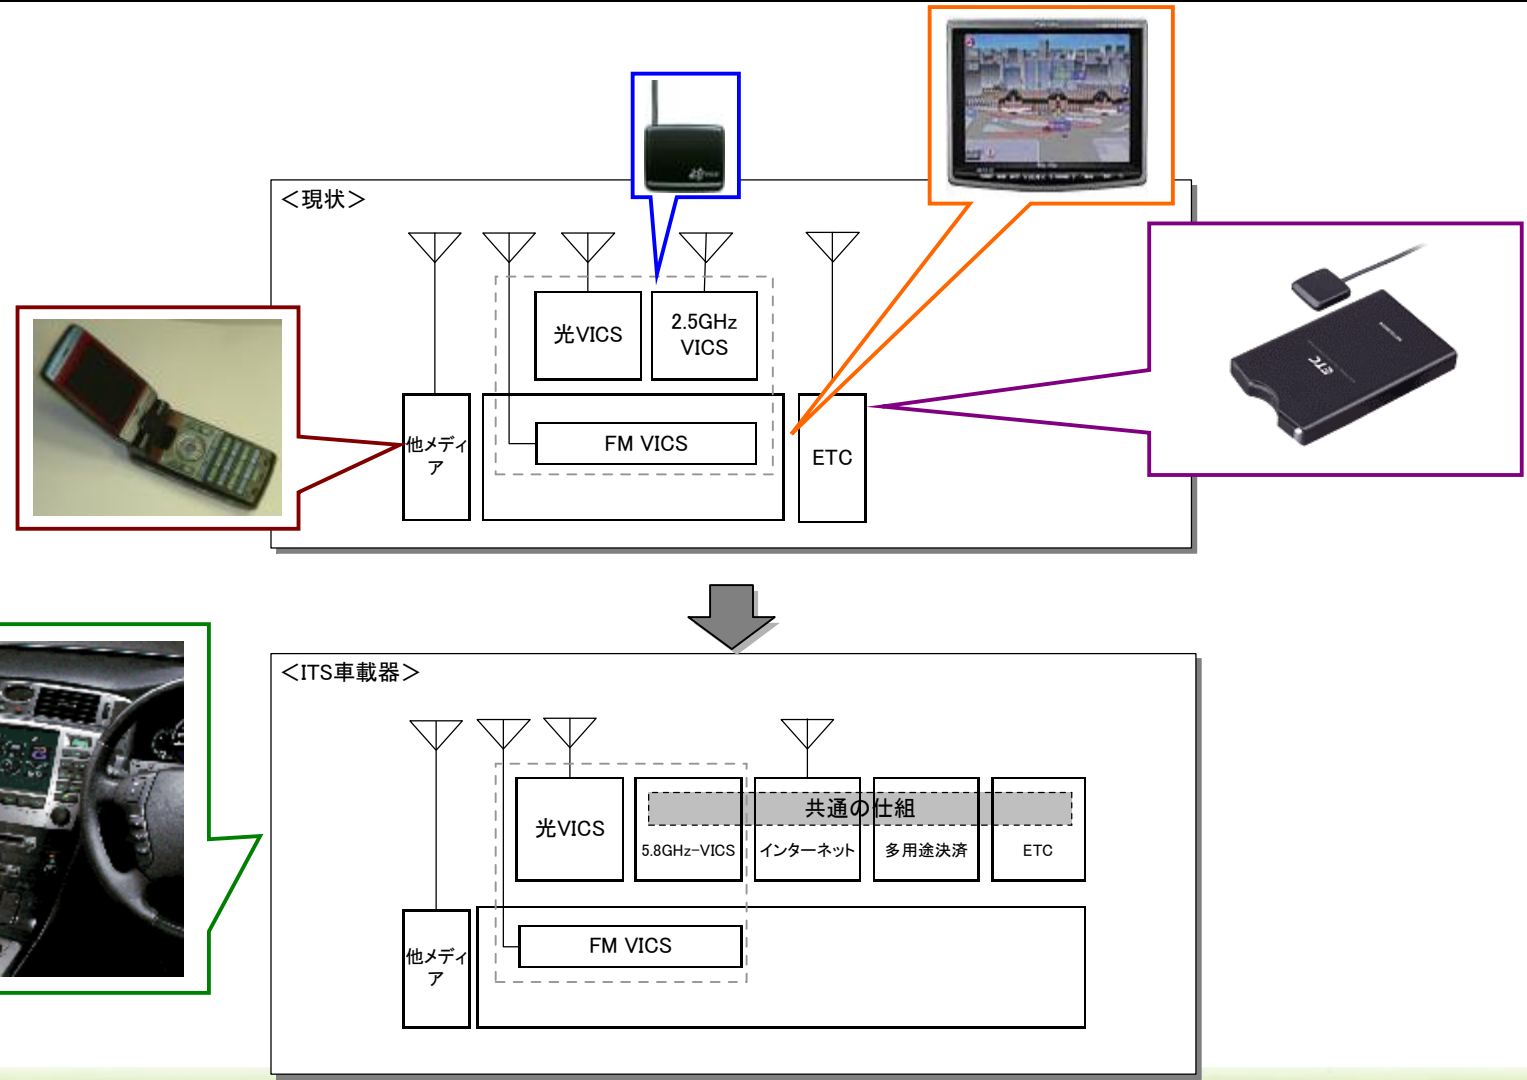 ＜現状＞
光VICS
2.5GHz
VICS
他メディ
ア
FM VICS
ETC
ETC
＜ITS車載器＞
共通の仕組
光VICS
5.8GHz-VICS
インターネット
多用途決済
ETC
他メディ
ア
FM VICS